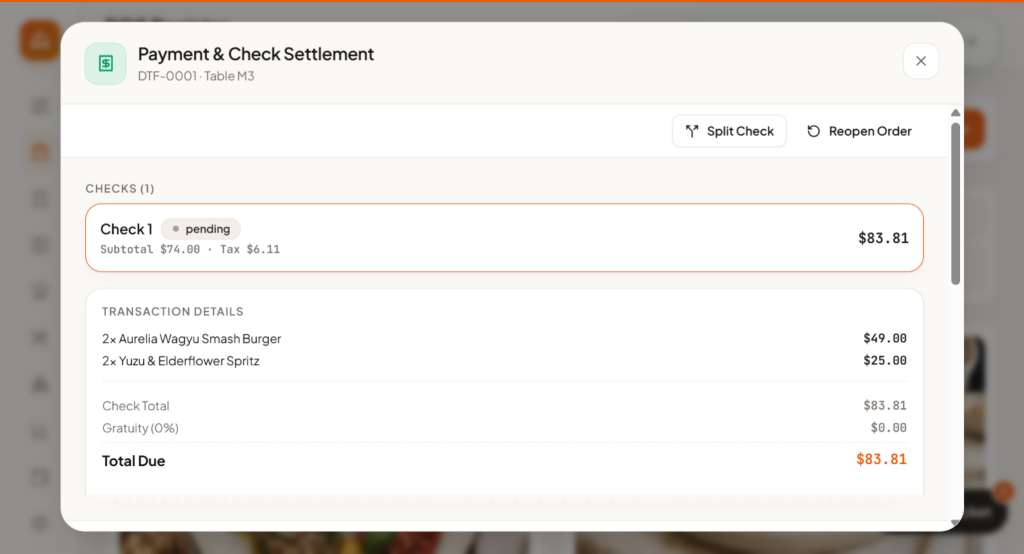 Payment & Check Settlement
DTF-0001 · Table M3
Split Check
Reopen Order
CHECKS (1)
Check 1
pending
$83.81
Subtotal $74.00 · Tax $6.11
TRANSACTION DETAILS
2× Aurelia Wagyu Smash Burger $49.00
2× Yuzu & Elderflower Spritz $25.00
Check Total $83.81
Gratuity (0%) $0.00
Total Due $83.81